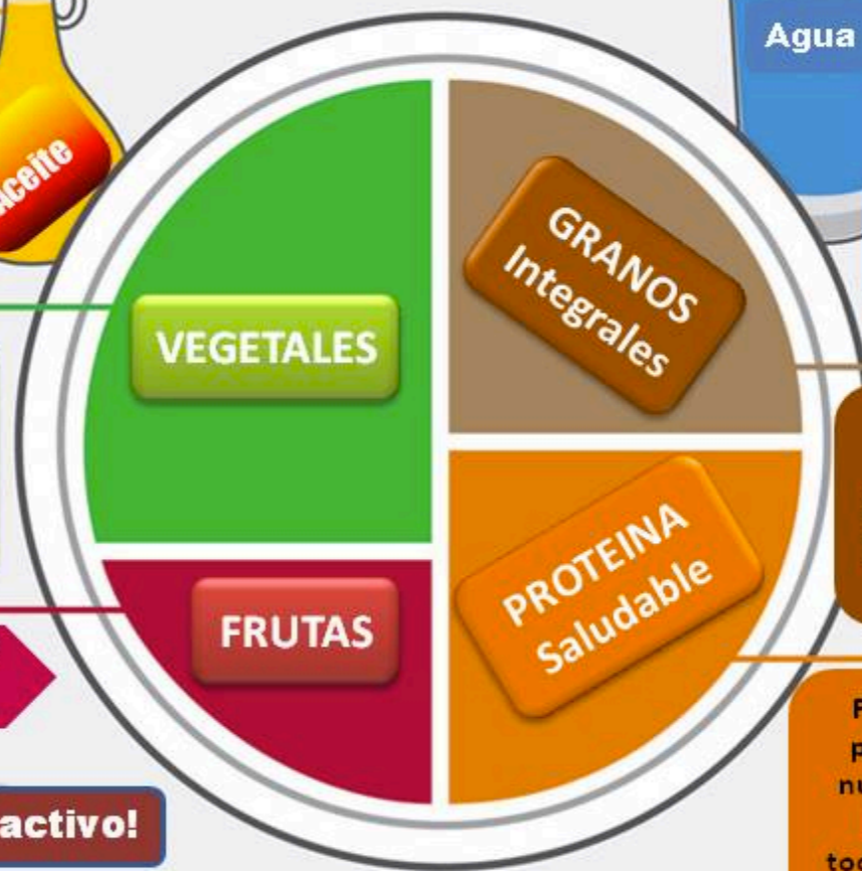 Aceite
Agua
VEGETALES
GRANOS
Integrales
FRUTAS
PROTEINA
Saludable
activo!